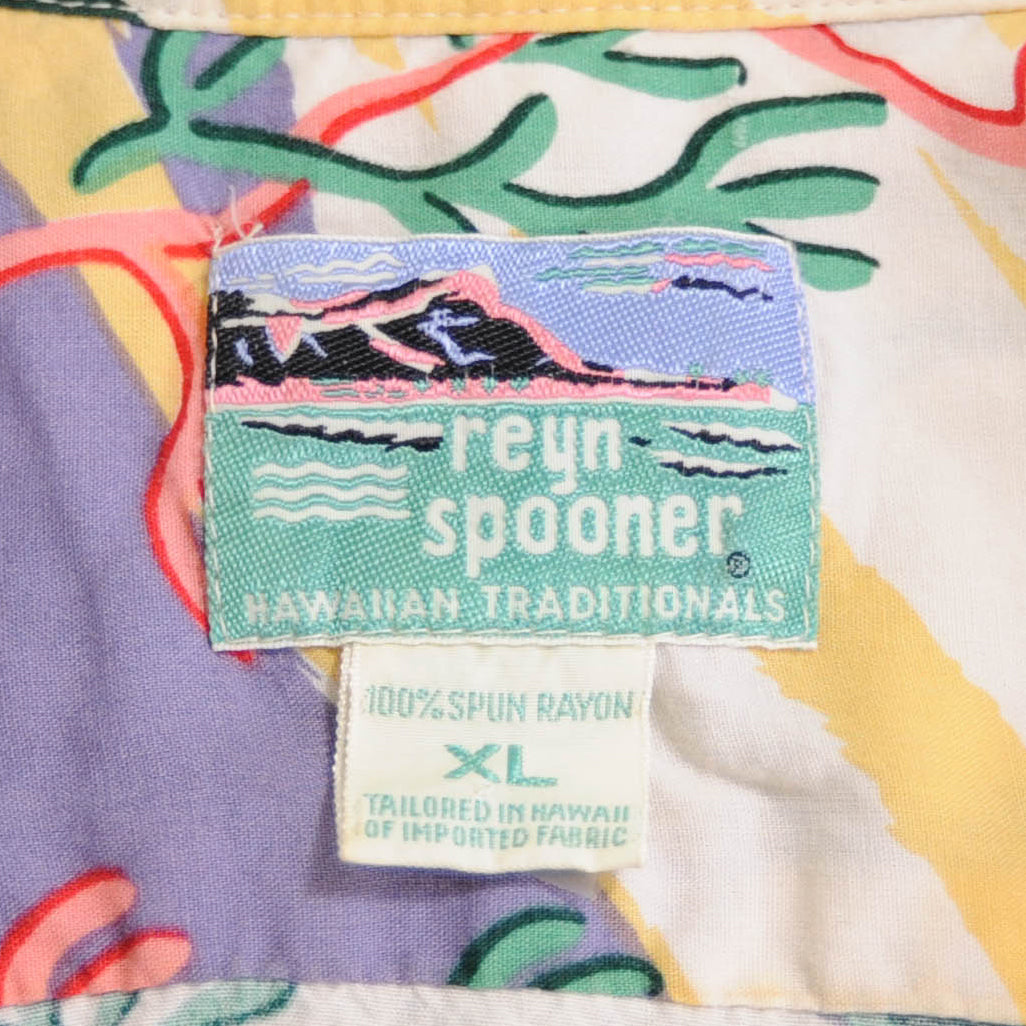 reyn
spooner®
HAWAIIAN TRADITIONALS
100% SPUN RAYON
XL
TAILORED IN HAWAII
OF IMPORTED FABRIC